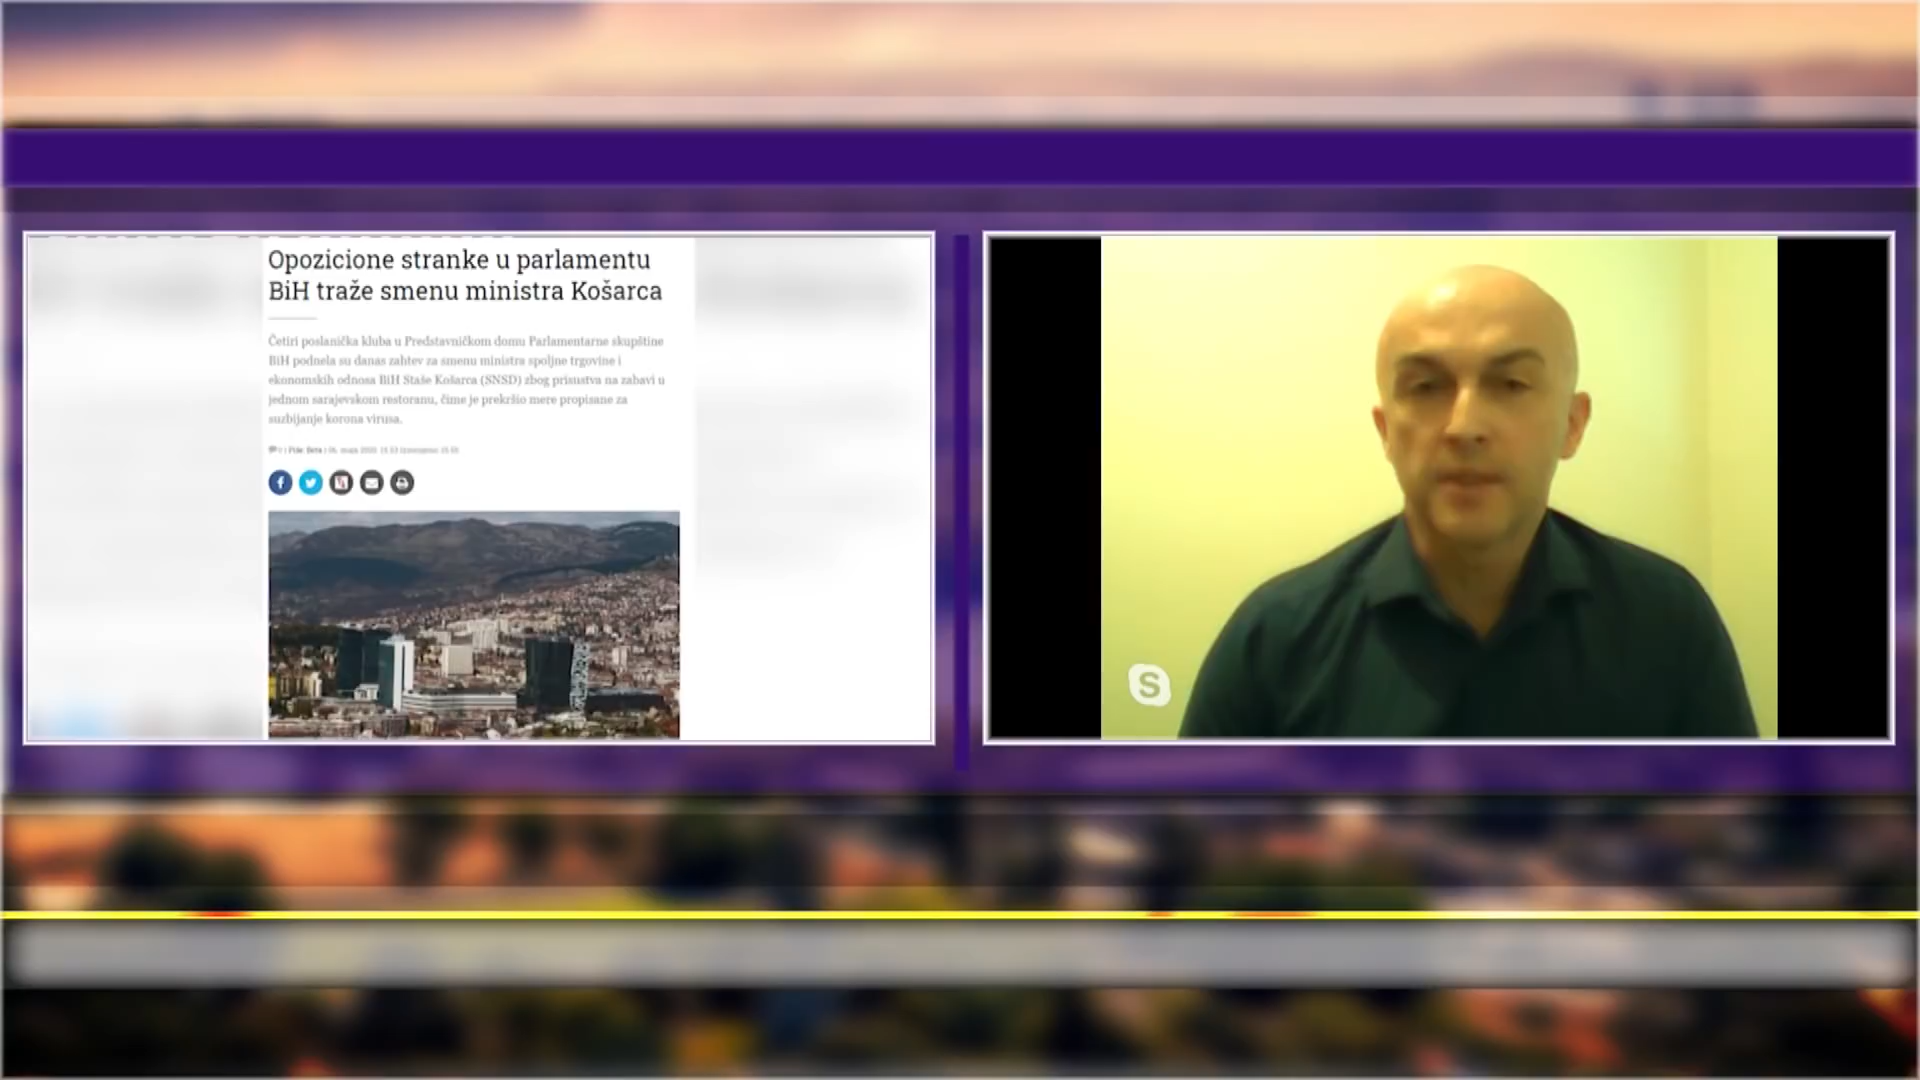 Opozicione stranke u parlamentu
BiH traže smenu ministra Košarca
Četiri poslanička kluba u Predstavničkom domu Parlamentarne skupštine
BiH podnela su danas zahtev za smenu ministra spoljne trgovine i
ekonomskih odnosa BiH Staše Košarca (SNSD) zbog prisustva na zabavi u
jednom sarajevskom restoranu, čime je prekršio mere propisane za
suzbijanje korona virusa.